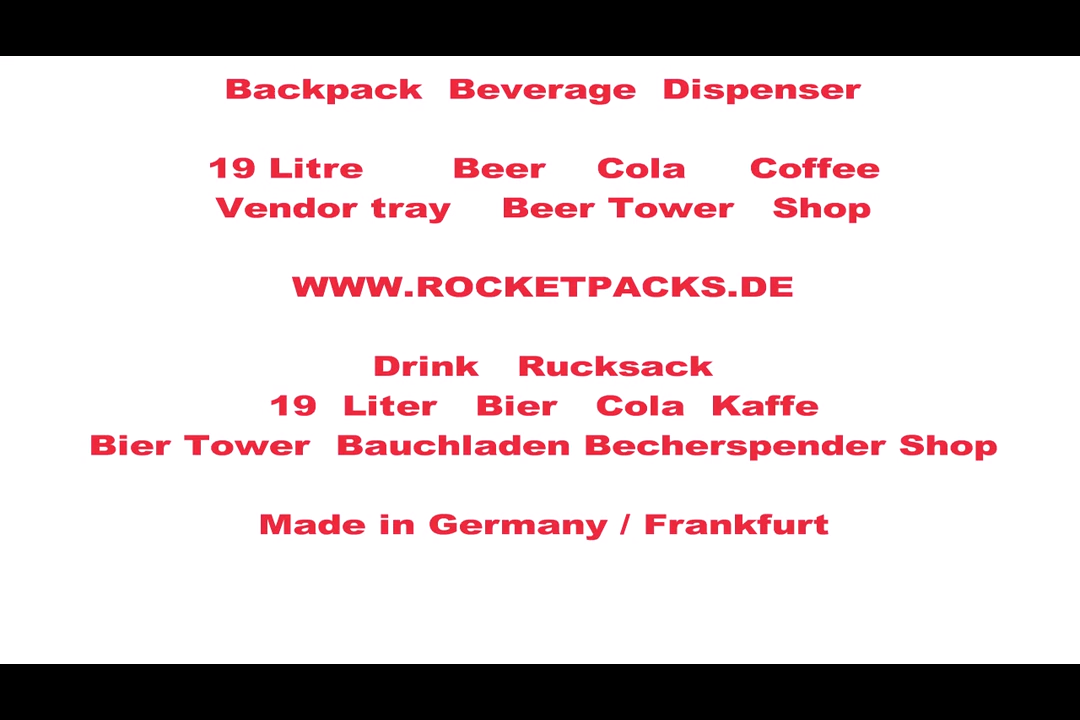 Backpack Beverage Dispenser
19 Litre Beer Cola Coffee
Vendor tray Beer Tower Shop
WWW.ROCKETPACKS.DE
Drink Rucksack
19 Liter Bier Cola Kaffe
Bier Tower Bauchladen Becherspender Shop
Made in Germany / Frankfurt